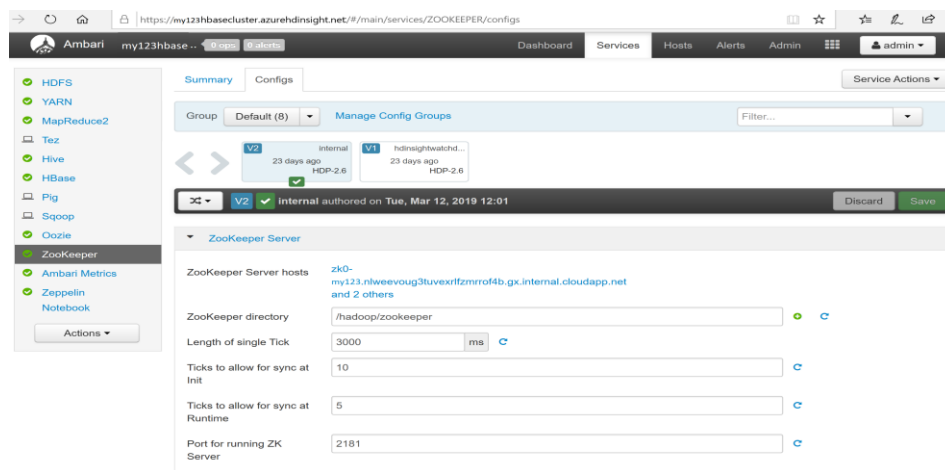 https://my123hbasecluster.azurehdinsight.net/#/main/services/ZOOKEEPER/configs
Ambari my123hbase .. 0 ops 0 alerts Dashboard Services Hosts Alerts Admin admin
HDFS
YARN
MapReduce2
Tez
Hive
HBase
Pig
Sqoop
Oozie
ZooKeeper
Ambari Metrics
Zeppelin
Notebook
Actions
Summary Configs Service Actions
Group Default (8) Manage Config Groups Filter...
V2 internal
23 days ago
HDP-2.6
V1 hdinsightwatchd...
23 days ago
HDP-2.6
V2 internal authored on Tue, Mar 12, 2019 12:01 Discard Save
ZooKeeper Server
ZooKeeper Server hosts
zk0-
my123.nlweevoug3tuvexrlfzmrrof4b.gx.internal.cloudapp.net
and 2 others
ZooKeeper directory /hadoop/zookeeper
Length of single Tick 3000 ms
Ticks to allow for sync at
Init
10
Ticks to allow for sync at
Runtime
5
Port for running ZK
Server
2181